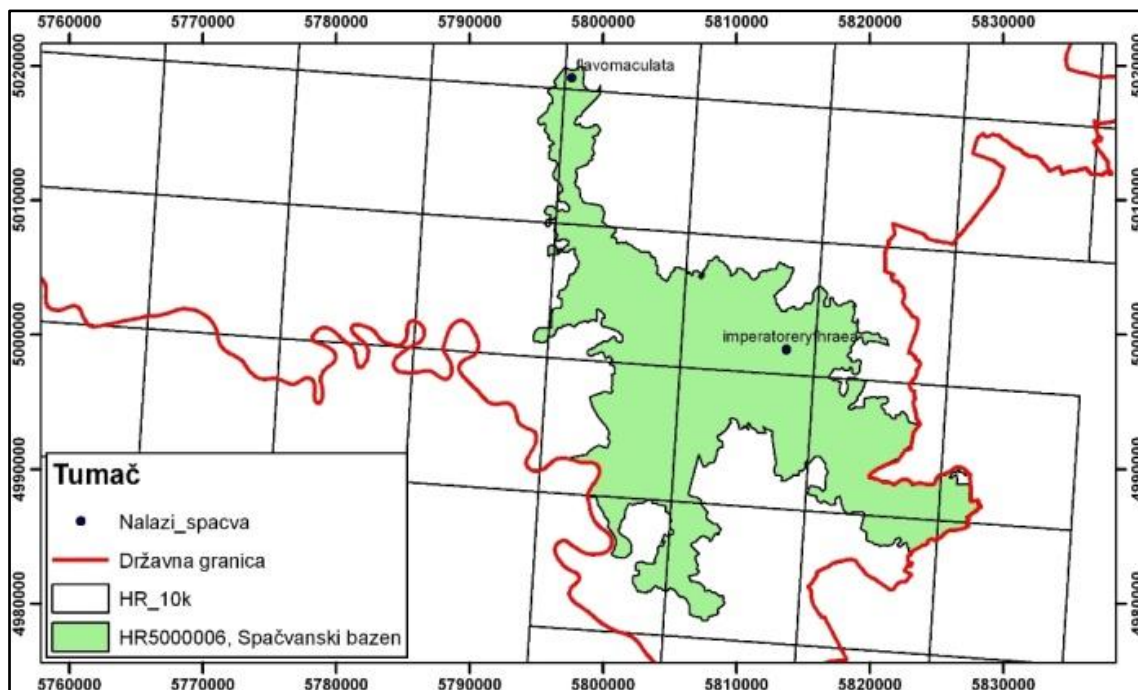 5760000 5770000 5780000 5790000 5800000 5810000 5820000 5830000
5020000 5020000
flavomaculata
5010000 5010000
5000000 5000000
imperatoreryfhraea
4990000 4990000
4980000 4980000
Tumač
Nalazi_spacva
Državna granica
HR_10k
HR5000006, Spačvanski bazen
5760000 5770000 5780000 5790000 5800000 5810000 5820000 5830000